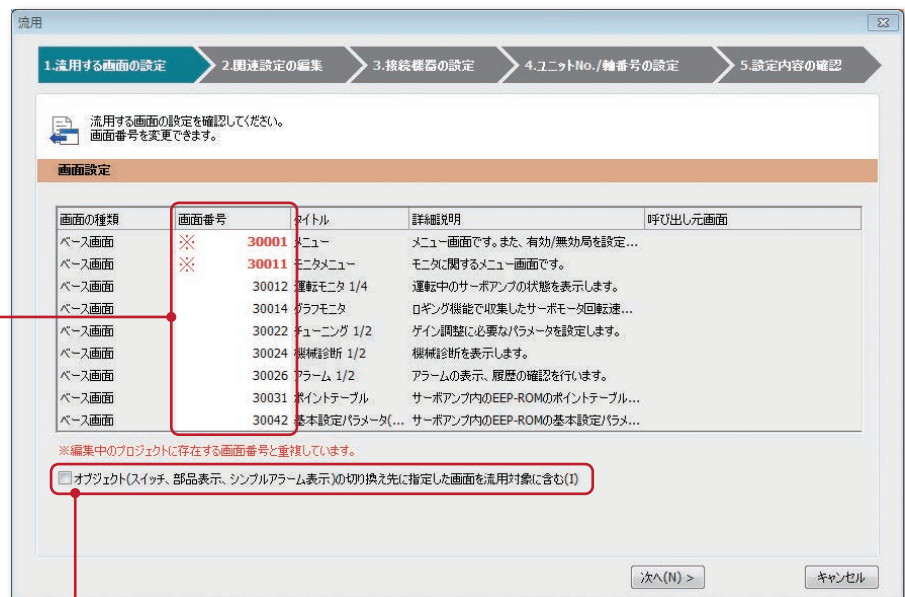 流用
1.流用する画面の設定 2.関連設定の編集 3.接続機器の設定 4.ユニットNo./軸番号の設定 5.設定内容の確認
流用する画面の設定を確認してください。
画面番号を変更できます。
画面設定
画面の種類 画面番号 タイトル 詳細説明 呼び出し元画面
ベース画面 ※ 30001 メニュー メニュー画面です。また、有効/無効局を設定...
ベース画面 ※ 30011 モニタメニュー モニタに関するメニュー画面です。
ベース画面 30012 運転モニタ 1/4 運転中のサーボアンプの状態を表示します。
ベース画面 30014 グラフモニタ ロギング機能で収集したサーボモータ回転速...
ベース画面 30022 チューニング 1/2 ゲイン調整に必要なパラメータを設定します。
ベース画面 30024 機械診断 1/2 機械診断を表示します。
ベース画面 30026 アラーム 1/2 アラームの表示、履歴の確認を行います。
ベース画面 30031 ポイントテーブル サーボアンプ内のEEP-ROMのポイントテーブル...
ベース画面 30042 基本設定パラメータ(... サーボアンプ内のEEP-ROMの基本設定パラメ...
※編集中のプロジェクトに存在する画面番号と重複しています。
オブジェクト(スイッチ、部品表示、シンプルアラーム表示)の切り換え先に指定した画面を流用対象に含む(I)
次へ(N) > キャンセル